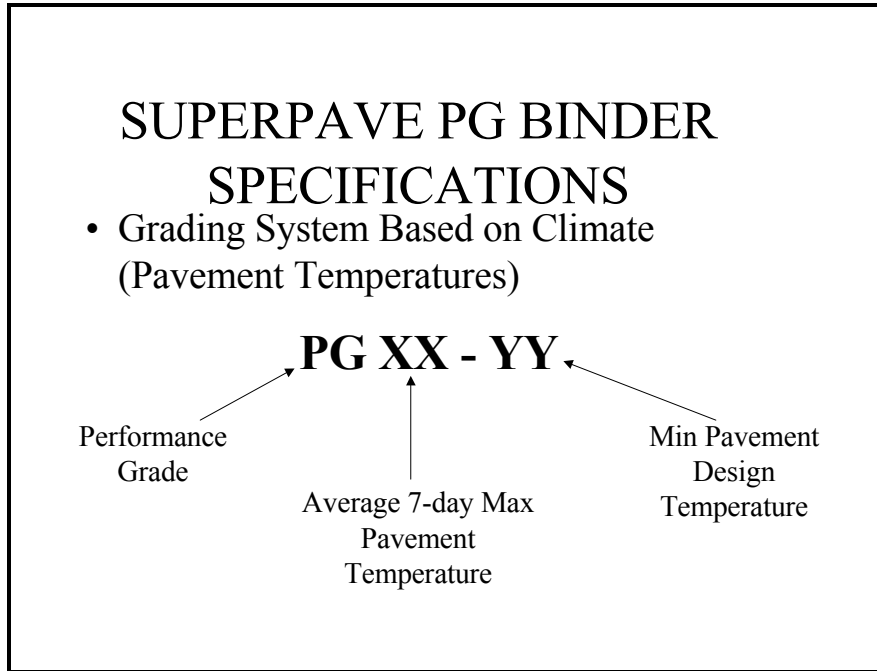 SUPERPAVE PG BINDER
SPECIFICATIONS
• Grading System Based on Climate
(Pavement Temperatures)
PG XX - YY
Performance
Grade
Average 7-day Max
Pavement
Temperature
Min Pavement
Design
Temperature